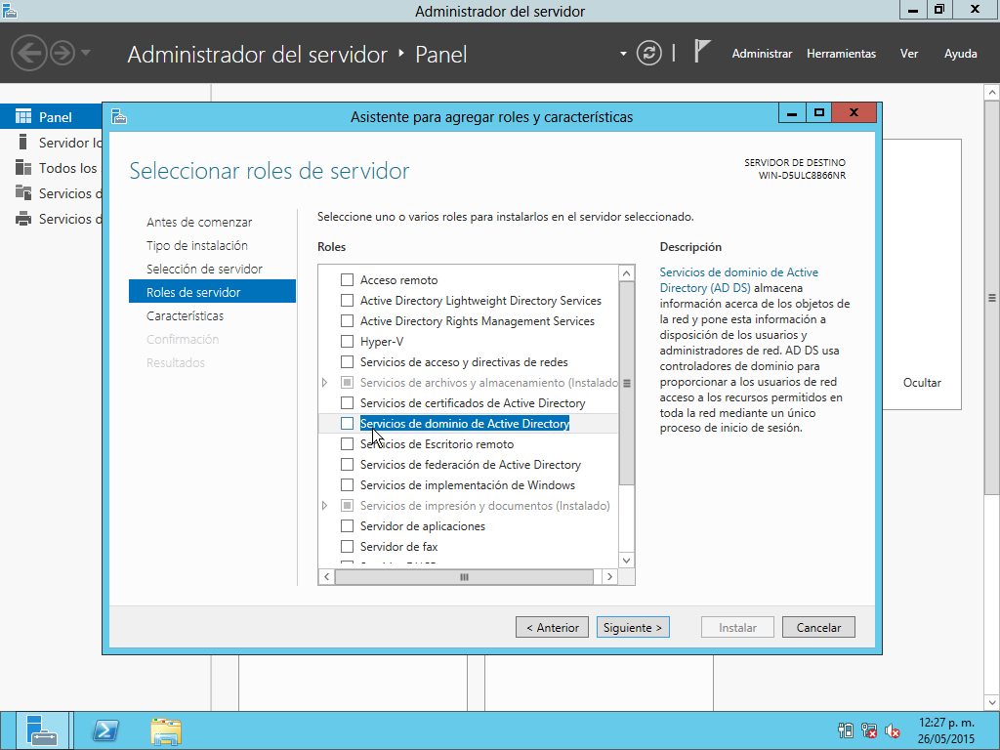 Administrador del servidor
Administrador del servidor ‣ Panel
Administrar Herramientas Ver Ayuda
Panel
Servidor lo
Todos los
Servicios d
Servicios d
Asistente para agregar roles y características
Seleccionar roles de servidor
SERVIDOR DE DESTINO
WIN-D5ULC8B66NR
Antes de comenzar
Tipo de instalación
Selección de servidor
Roles de servidor
Características
Confirmación
Resultados
Seleccione uno o varios roles para instalarlos en el servidor seleccionado.
Roles
Acceso remoto
Active Directory Lightweight Directory Services
Active Directory Rights Management Services
Hyper-V
Servicios de acceso y directivas de redes
Servicios de archivos y almacenamiento (Instalado
Servicios de certificados de Active Directory
Servicios de dominio de Active Directory
Servicios de Escritorio remoto
Servicios de federación de Active Directory
Servicios de implementación de Windows
Servicios de impresión y documentos (Instalado)
Servidor de aplicaciones
Servidor de fax
Descripción
Servicios de dominio de Active
Directory (AD DS) almacena
información acerca de los objetos de
la red y pone esta información a
disposición de los usuarios y
administradores de red. AD DS usa
controladores de dominio para
proporcionar a los usuarios de red
acceso a los recursos permitidos en
toda la red mediante un único
proceso de inicio de sesión.
Ocultar
< Anterior
Siguiente >
Instalar
Cancelar
12:27 p. m.
26/05/2015